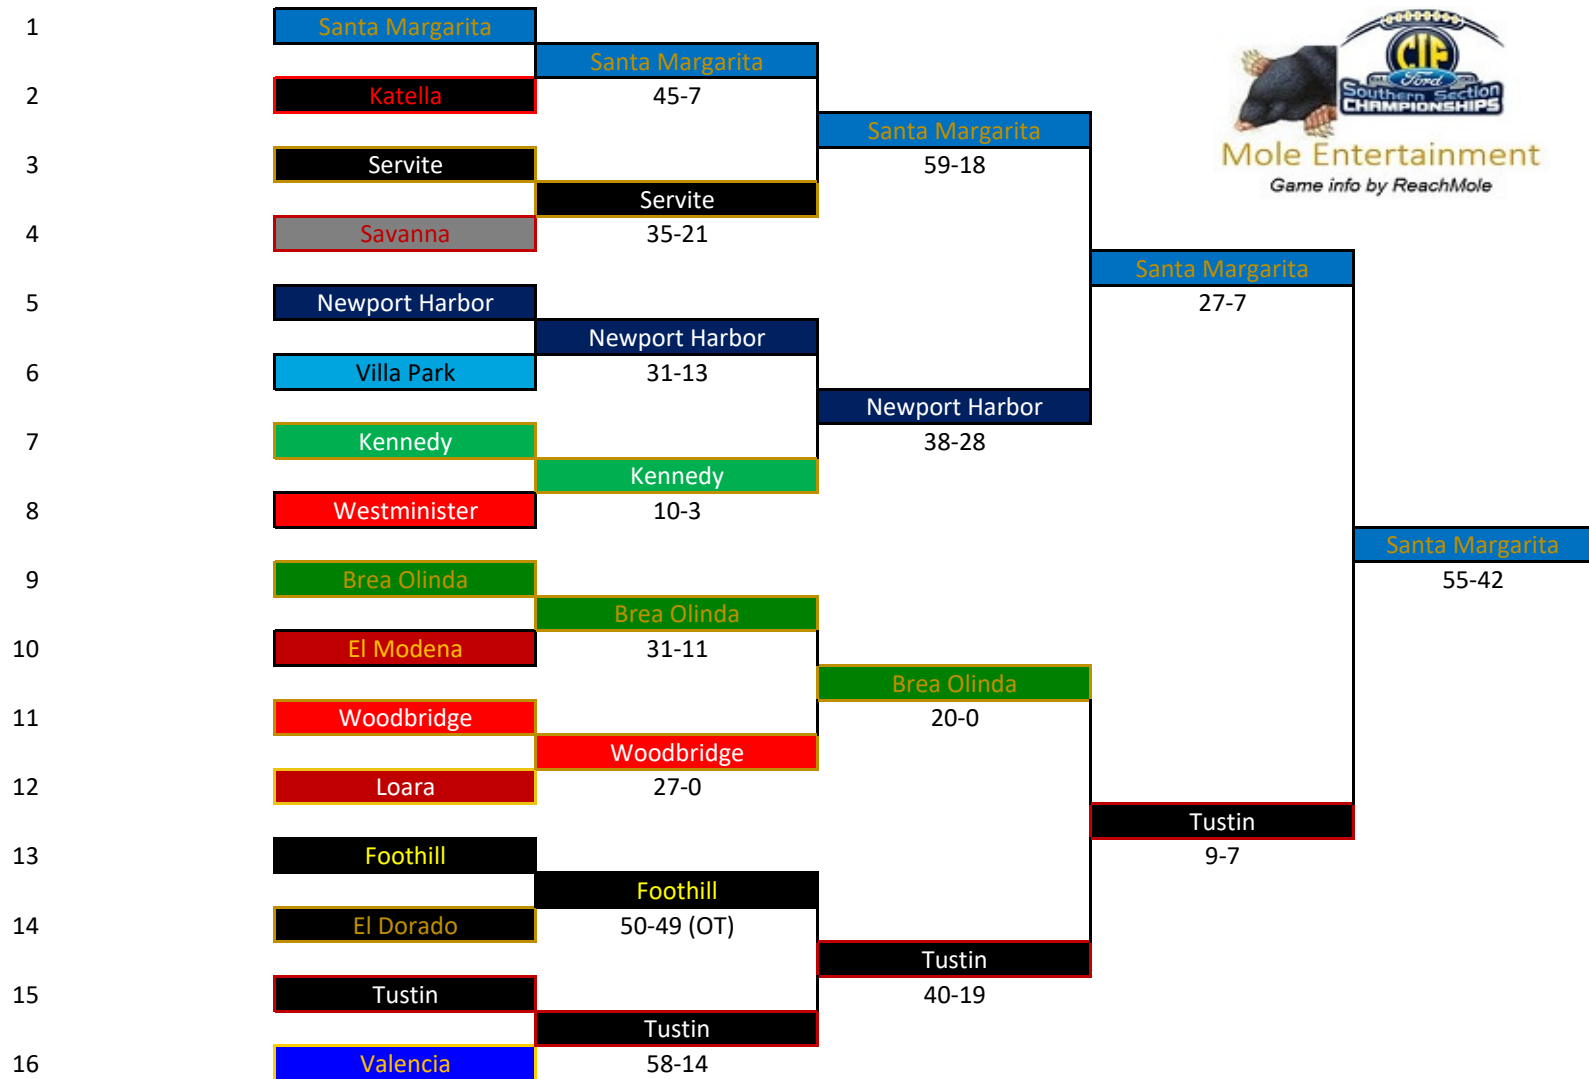 1 Santa Margarita
Santa Margarita
2 Katella 45-7
Santa Margarita
3 Servite 59-18
Servite
4 Savanna 35-21
Santa Margarita
5 Newport Harbor 27-7
Newport Harbor
6 Villa Park 31-13
Newport Harbor
7 Kennedy 38-28
Kennedy
8 Westminister 10-3
Santa Margarita
9 Brea Olinda 55-42
Brea Olinda
10 El Modena 31-11
Brea Olinda
11 Woodbridge 20-0
Woodbridge
12 Loara 27-0
Tustin
13 Foothill 9-7
Foothill
14 El Dorado 50-49 (OT)
Tustin
15 Tustin 40-19
Tustin
16 Valencia 58-14
CIF
Ford
Southern Section
CHAMPIONSHIPS
Mole Entertainment
Game info by ReachMole